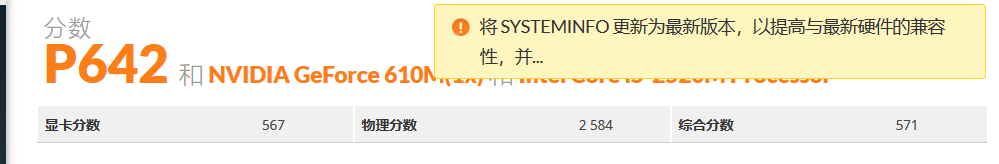 分数
将 SYSTEMINFO 更新为最新版本，以提高与最新硬件的兼容
性，并...
P642 和 NVIDIA GeForce 610M(1x) 和
显卡分数 567 物理分数 2 584 综合分数 571